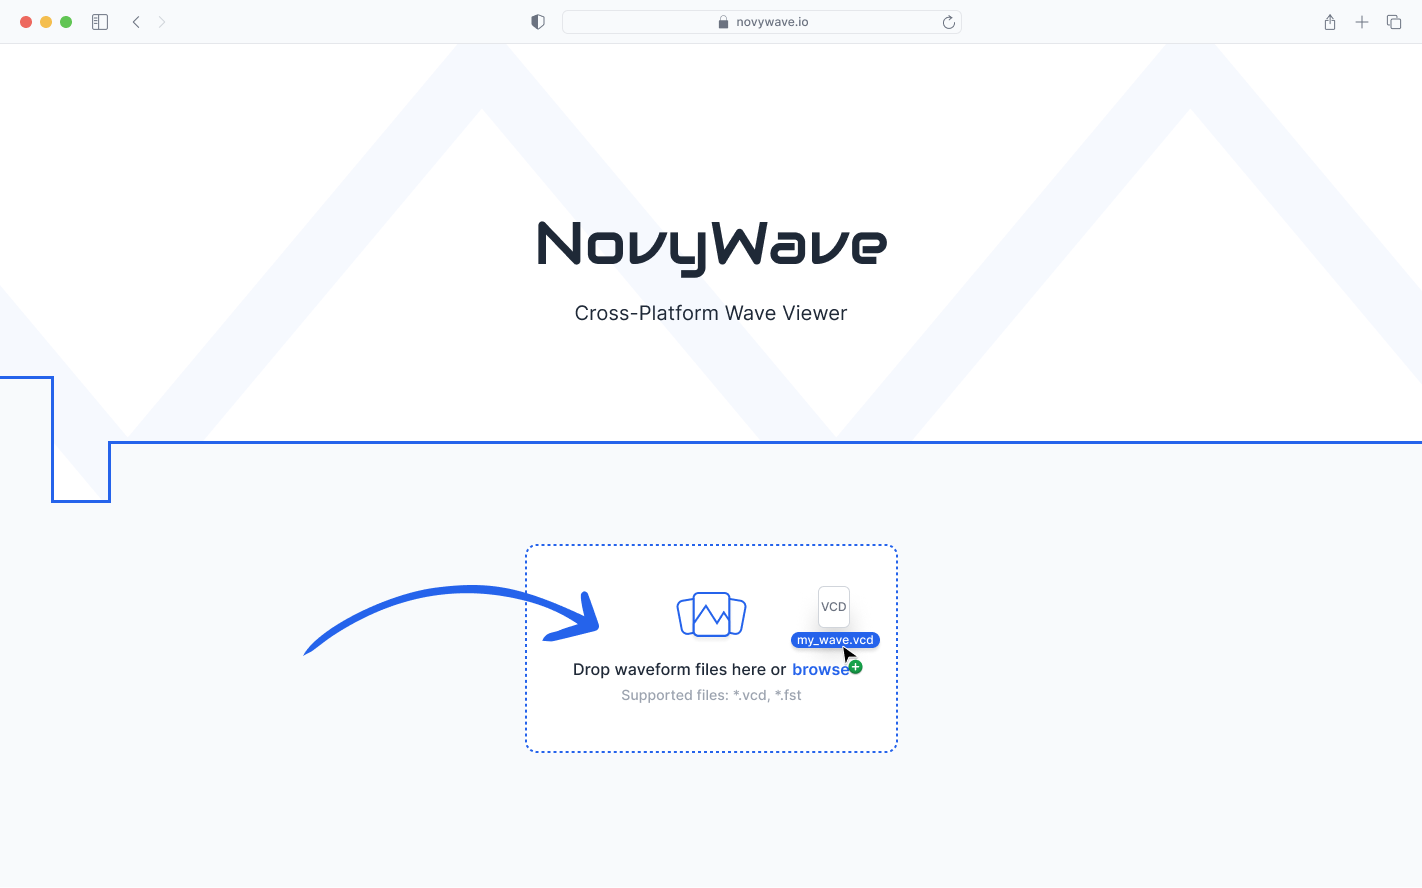 novywave.io
NovyWave
Cross-Platform Wave Viewer
VCD
my_wave.vcd
Drop waveform files here or browse
Supported files: *.vcd, *.fst